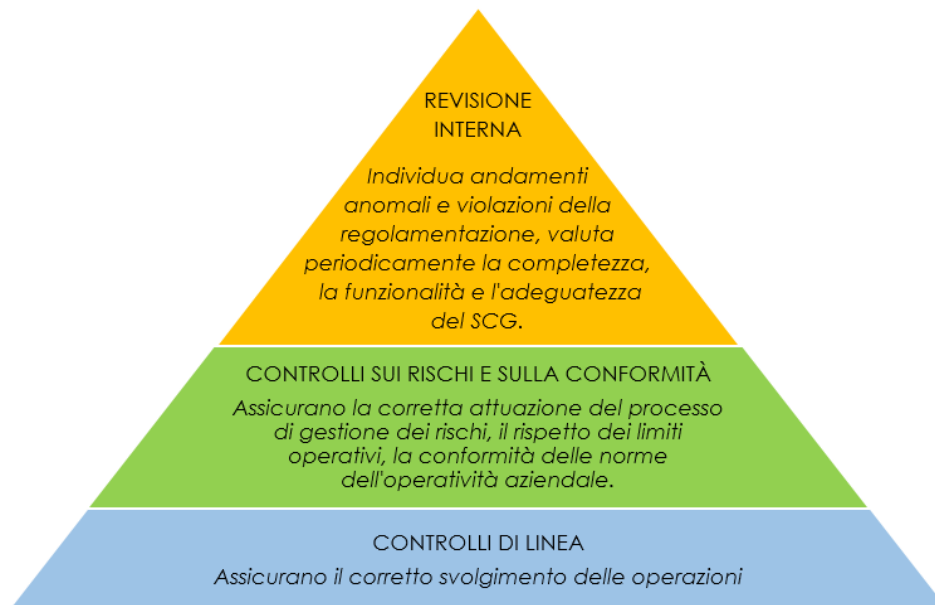 REVISIONE
INTERNA
Individua andamenti
anomali e violazioni della
regolamentazione, valuta
periodicamente la completezza,
la funzionalità e l'adeguatezza
del SCG.
CONTROLLI SUI RISCHI E SULLA CONFORMITÀ
Assicurano la corretta attuazione del processo
di gestione dei rischi, il rispetto dei limiti
operativi, la conformità delle norme
dell'operatività aziendale.
CONTROLLI DI LINEA
Assicurano il corretto svolgimento delle operazioni